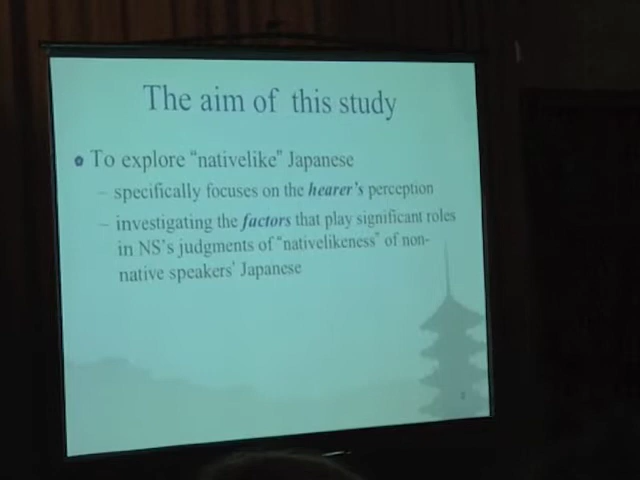 The aim of this study
To explore “nativelike” Japanese
– specifically focuses on the hearer's perception
– investigating the factors that play significant roles
in NS's judgments of “nativelikeness” of non-
native speakers' Japanese
2